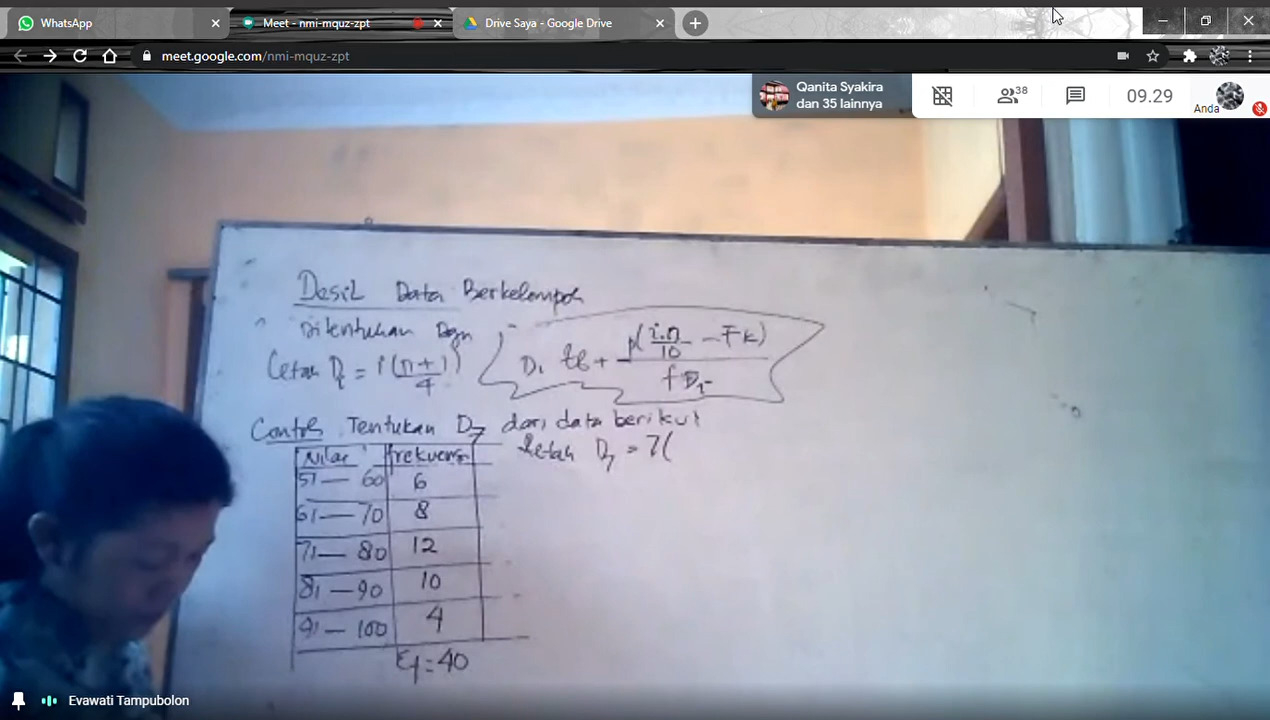 WhatsApp
Meet - nmi-mquz-zpt
Drive Saya - Google Drive
meet.google.com/nmi-mquz-zpt
Qanita Syakira
dan 35 lainnya
38
09.29
Anda
Desil Data Berkelompok
Ditentukan Dgn
Letak Di = i(n+1)/4
Di tb + p(i.n/10 - Fk)/f Di
Contoh Tentukan D7 dari data berikut
Nilai frekuensi
Letak D7 = 7(
51 — 60 6
61 — 70 8
71 — 80 12
81 — 90 10
91 — 100 4
Σf = 40
Evawati Tampubolon